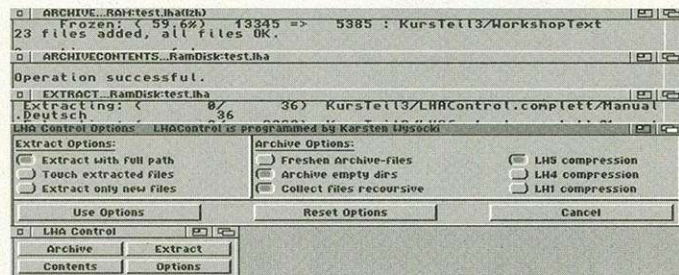 ARCHIVE...RAM:test.lha(lzh)
Frozen: ( 59.6%) 13345 => 5385 : KursTeil3/WorkshopText
23 files added, all files OK.
ARCHIVECONTENTS...RamDisk:test.lha
Operation successful.
EXTRACT...RamDisk:test.lha
Extracting: ( 0/ 36) KursTeil3/LHAControl.complett/Manual
.Deutsch 36
LHA Control Options LHAControl is programmed by Karsten Wysocki
Extract Options:
Extract with full path
Touch extracted files
Extract only new files
Archive Options:
Freshen Archive-files
Archive empty dirs
Collect files recoursive
LH5 compression
LH4 compression
LH1 compression
Use Options
Reset Options
Cancel
LHA Control
Archive
Extract
Contents
Options